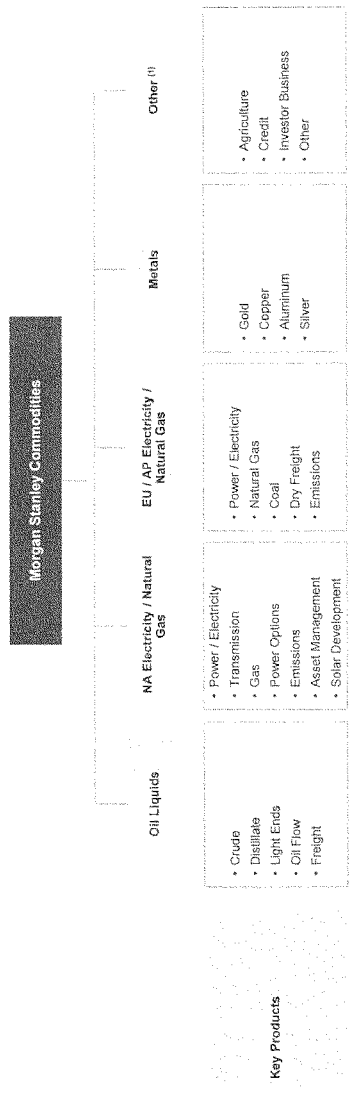 Morgan Stanley Commodities
Oil Liquids
NA Electricity / Natural
Gas
EU / AP Electricity /
Natural Gas
Metals
Other (1)
Key Products
• Crude
• Distillate
• Light Ends
• Oil Flow
• Freight
• Power / Electricity
• Transmission
• Gas
• Power Options
• Emissions
• Asset Management
• Solar Development
• Power / Electricity
• Natural Gas
• Coal
• Dry Freight
• Emissions
• Gold
• Copper
• Aluminum
• Silver
• Agriculture
• Credit
• Investor Business
• Other